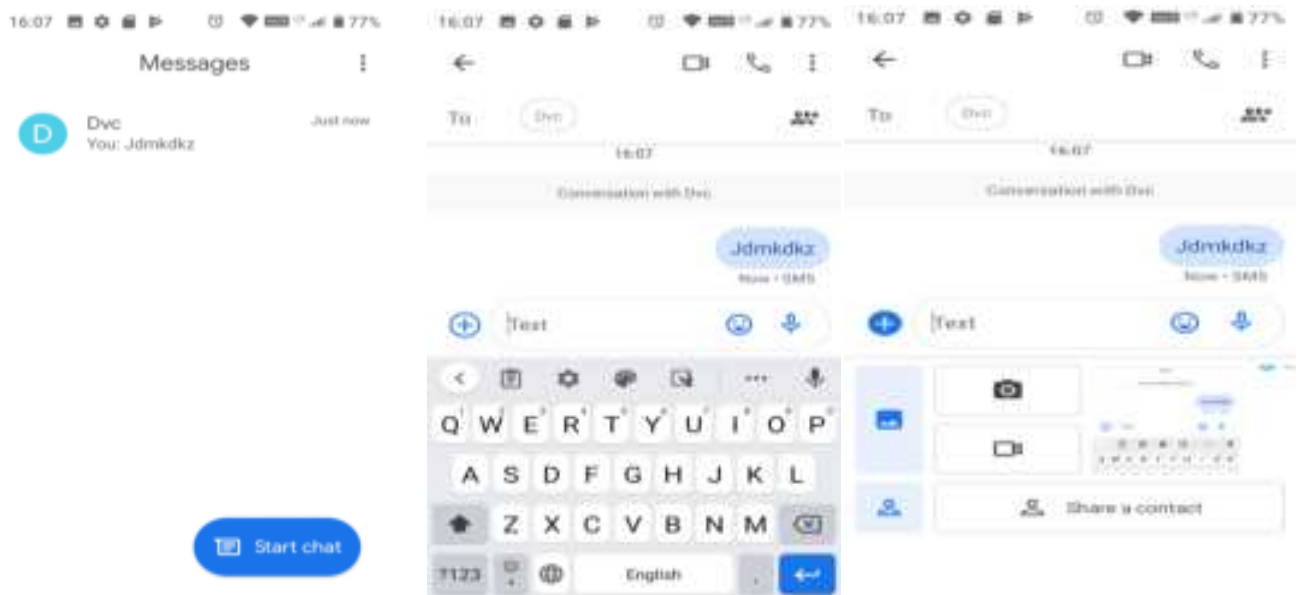 16:07 77%
Messages
Dvc Just now
You: Jdmkdkz
D
Start chat
16:07 77%
To Dvc
16:07
Conversation with Dvc
Jdmkdkz
Now • SMS
Text
Q W E R T Y U I O P
A S D F G H J K L
Z X C V B N M
?123 English .
16:07 77%
To Dvc
16:07
Conversation with Dvc
Jdmkdkz
Now • SMS
Text
Share a contact